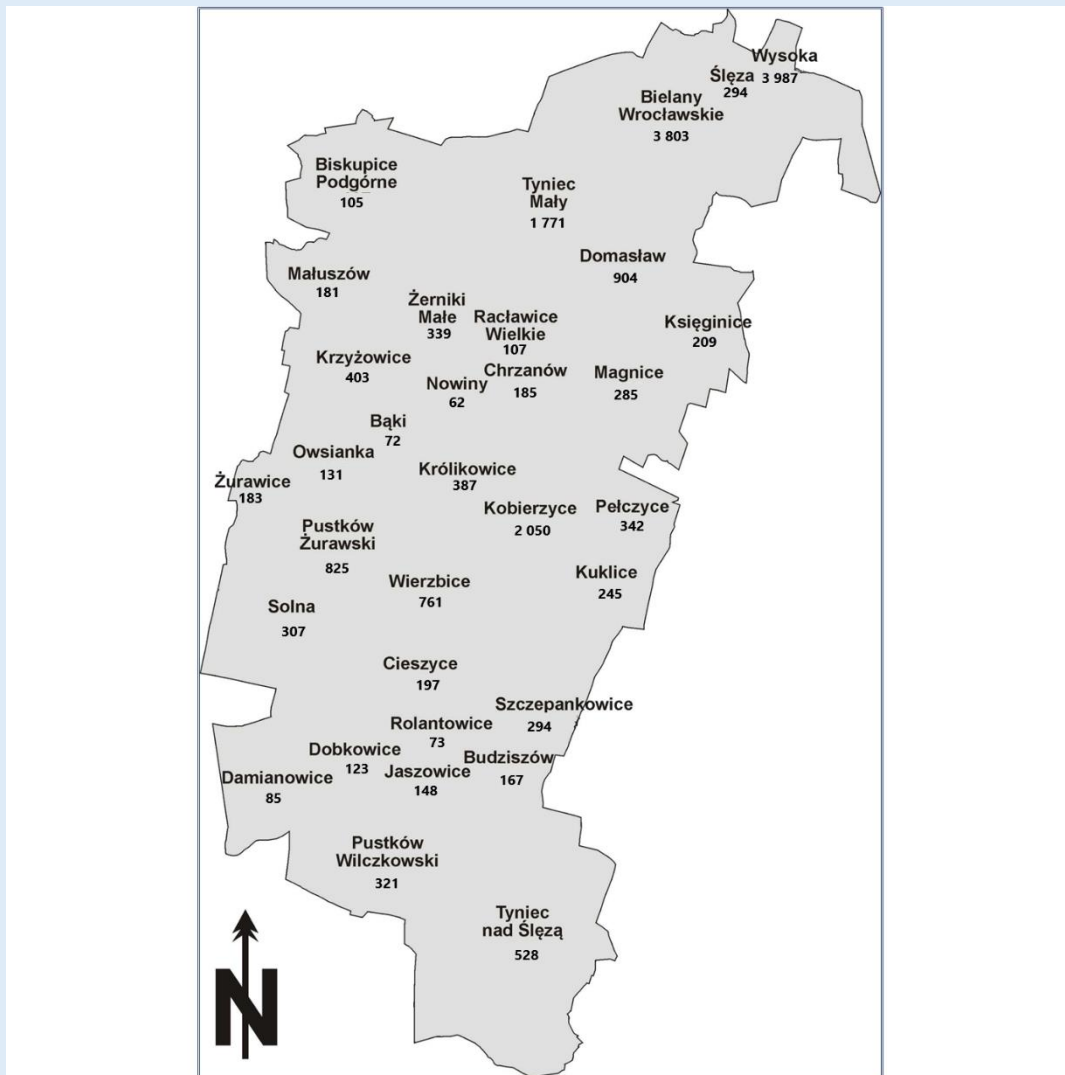 Wysoka
3 987
Ślęza
294
Bielany
Wrocławskie
3 803
Biskupice
Podgórne
105
Tyniec
Mały
1 771
Domasław
904
Małuszów
181
Żerniki
Małe
339
Racławice
Wielkie
107
Księginice
209
Krzyżowice
403
Nowiny
62
Chrzanów
185
Magnice
285
Bąki
72
Owsianka
131
Żurawice
183
Królikowice
387
Kobierzyce
2 050
Pełczyce
342
Pustków
Żurawski
825
Wierzbice
761
Kuklice
245
Solna
307
Cieszyce
197
Szczepankowice
294
Rolantowice
73
Dobkowice
123
Jaszowice
148
Budziszów
167
Damianowice
85
Pustków
Wilczkowski
321
Tyniec
nad Ślęzą
528
N